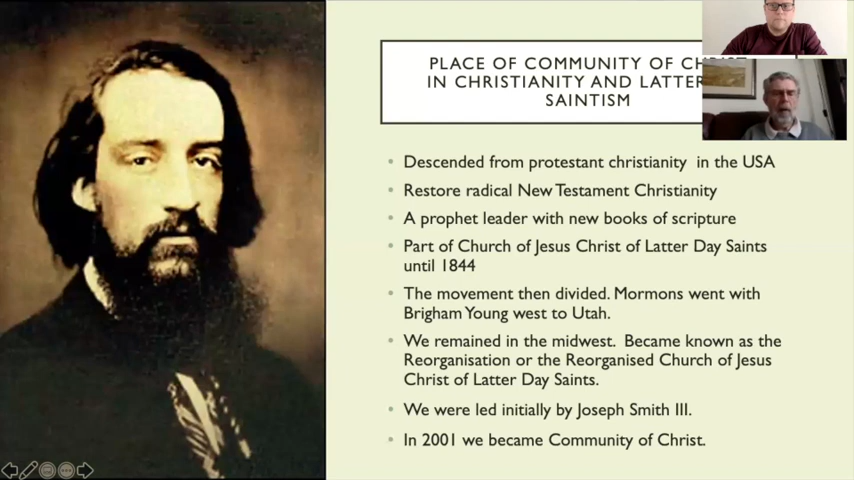 PLACE OF COMMUNITY OF
IN CHRISTIANITY AND LATTER
SAINTISM
Descended from protestant christianity in the USA
Restore radical New Testament Christianity
A prophet leader with new books of scripture
Part of Church of Jesus Christ of Latter Day Saints
until 1844
The movement then divided. Mormons went with
Brigham Young west to Utah.
We remained in the midwest. Became known as the
Reorganisation or the Reorganised Church of Jesus
Christ of Latter Day Saints.
We were led initially by Joseph Smith III.
In 2001 we became Community of Christ.